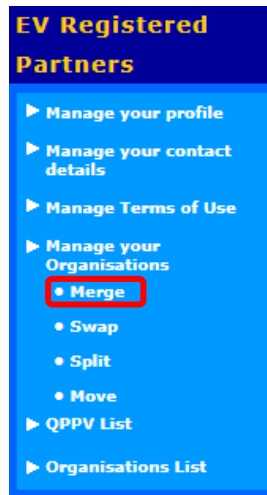 EV Registered
Partners
Manage your profile
Manage your contact
details
Manage Terms of Use
Manage your
Organisations
Merge
Swap
Split
Move
QPPV List
Organisations List